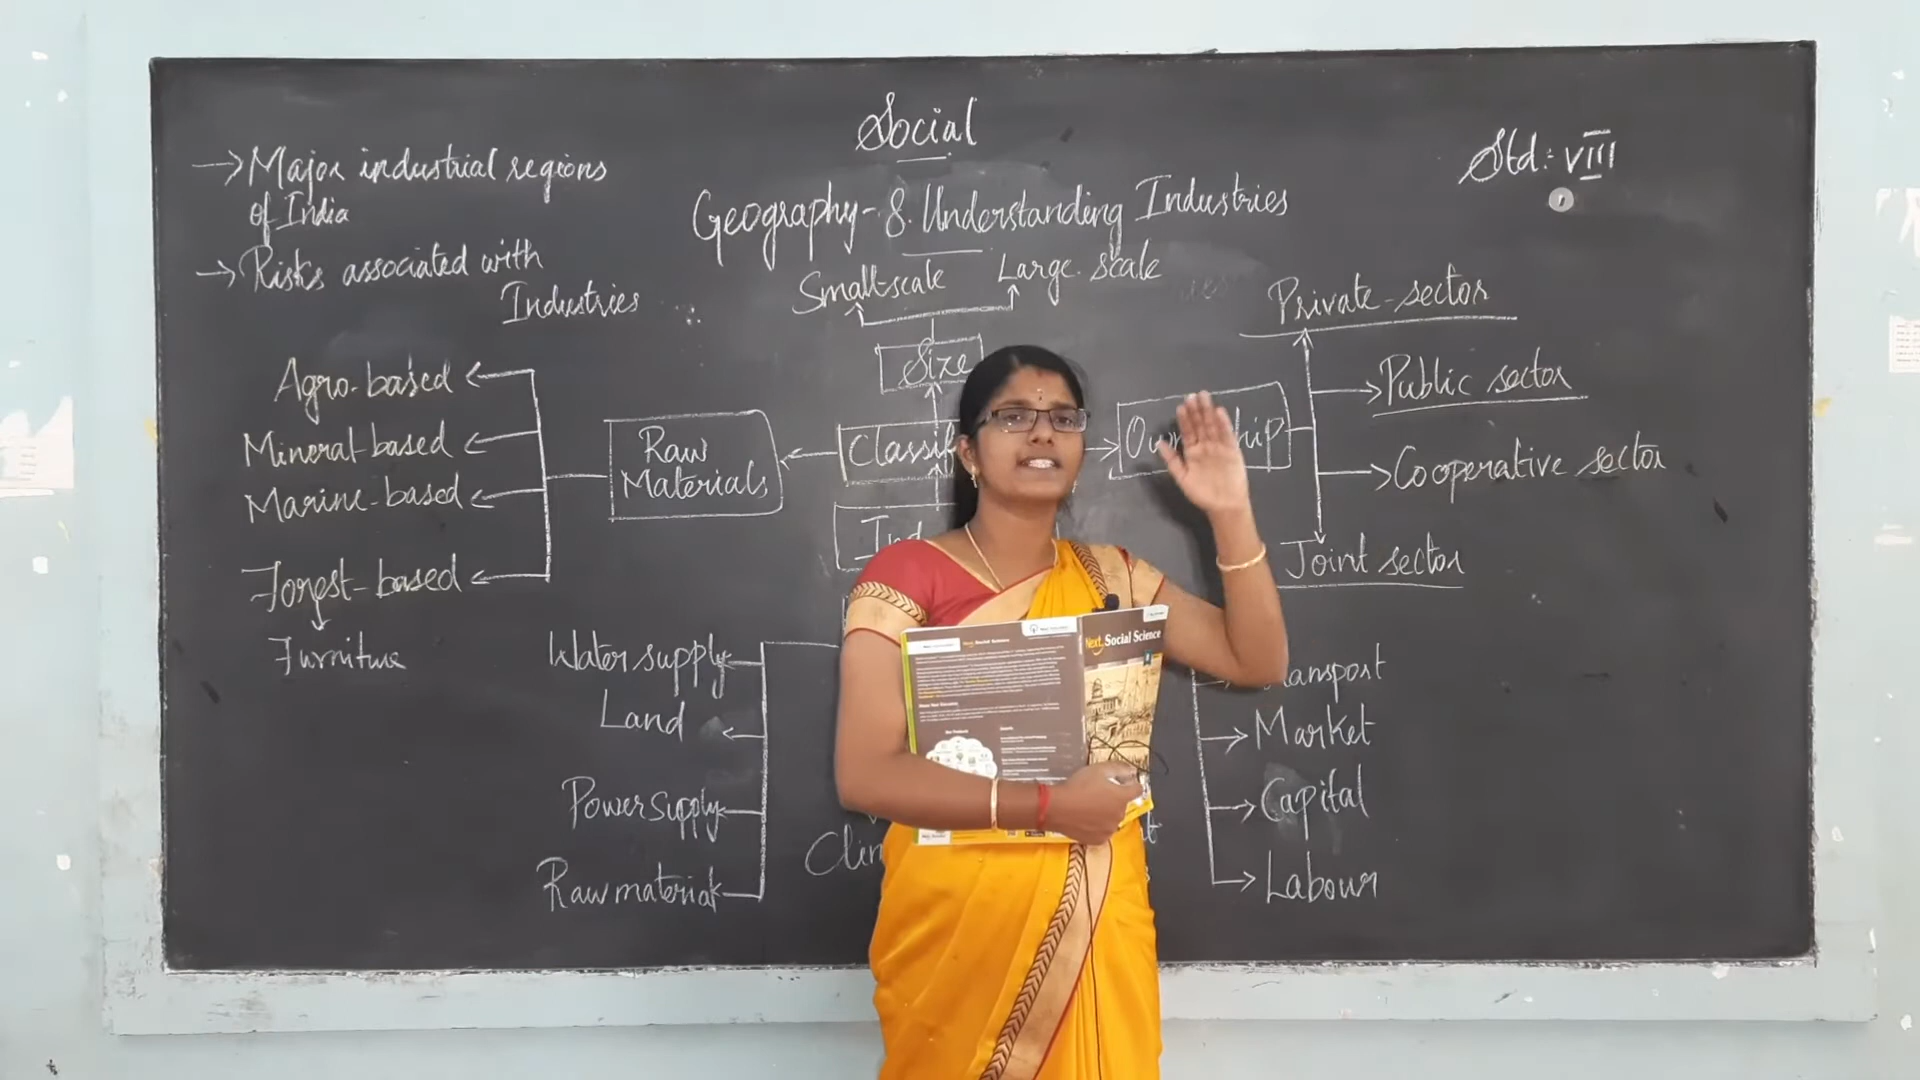 Social
Std:- VIII
→ Major industrial regions
of India
Geography - 8. Understanding Industries
→ Risks associated with
Industries
Small-scale
Large scale
Size
Private-sector
Public sector
Cooperative sector
Joint sector
Agro-based
Mineral-based
Marine-based
Forest-based
Furniture
Raw
Materials
Water supply
Land
Power supply
Raw material
Market
Capital
Labour
Next Social Science